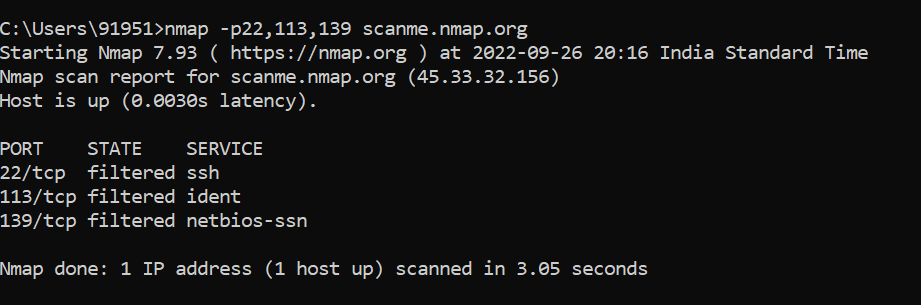 C:\Users\91951>nmap -p22,113,139 scanme.nmap.org
Starting Nmap 7.93 ( https://nmap.org ) at 2022-09-26 20:16 India Standard Time
Nmap scan report for scanme.nmap.org (45.33.32.156)
Host is up (0.0030s latency).
PORT    STATE    SERVICE
22/tcp  filtered ssh
113/tcp filtered ident
139/tcp filtered netbios-ssn
Nmap done: 1 IP address (1 host up) scanned in 3.05 seconds